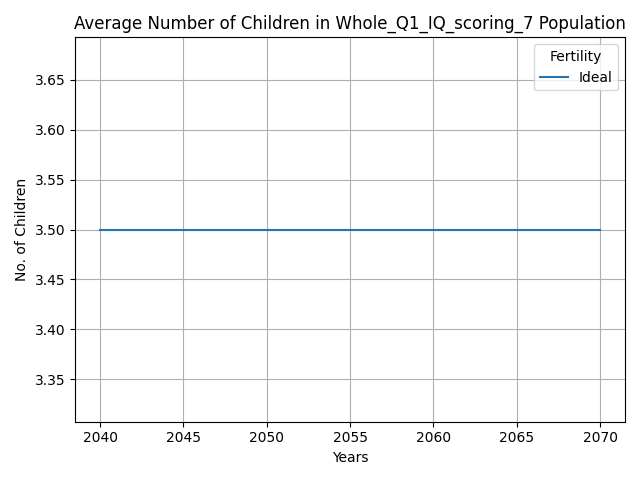 Average Number of Children in Whole_Q1_IQ_scoring_7 Population
Fertility
Ideal
3.65
3.60
3.55
3.50
3.45
3.40
3.35
No. of Children
2040 2045 2050 2055 2060 2065 2070
Years